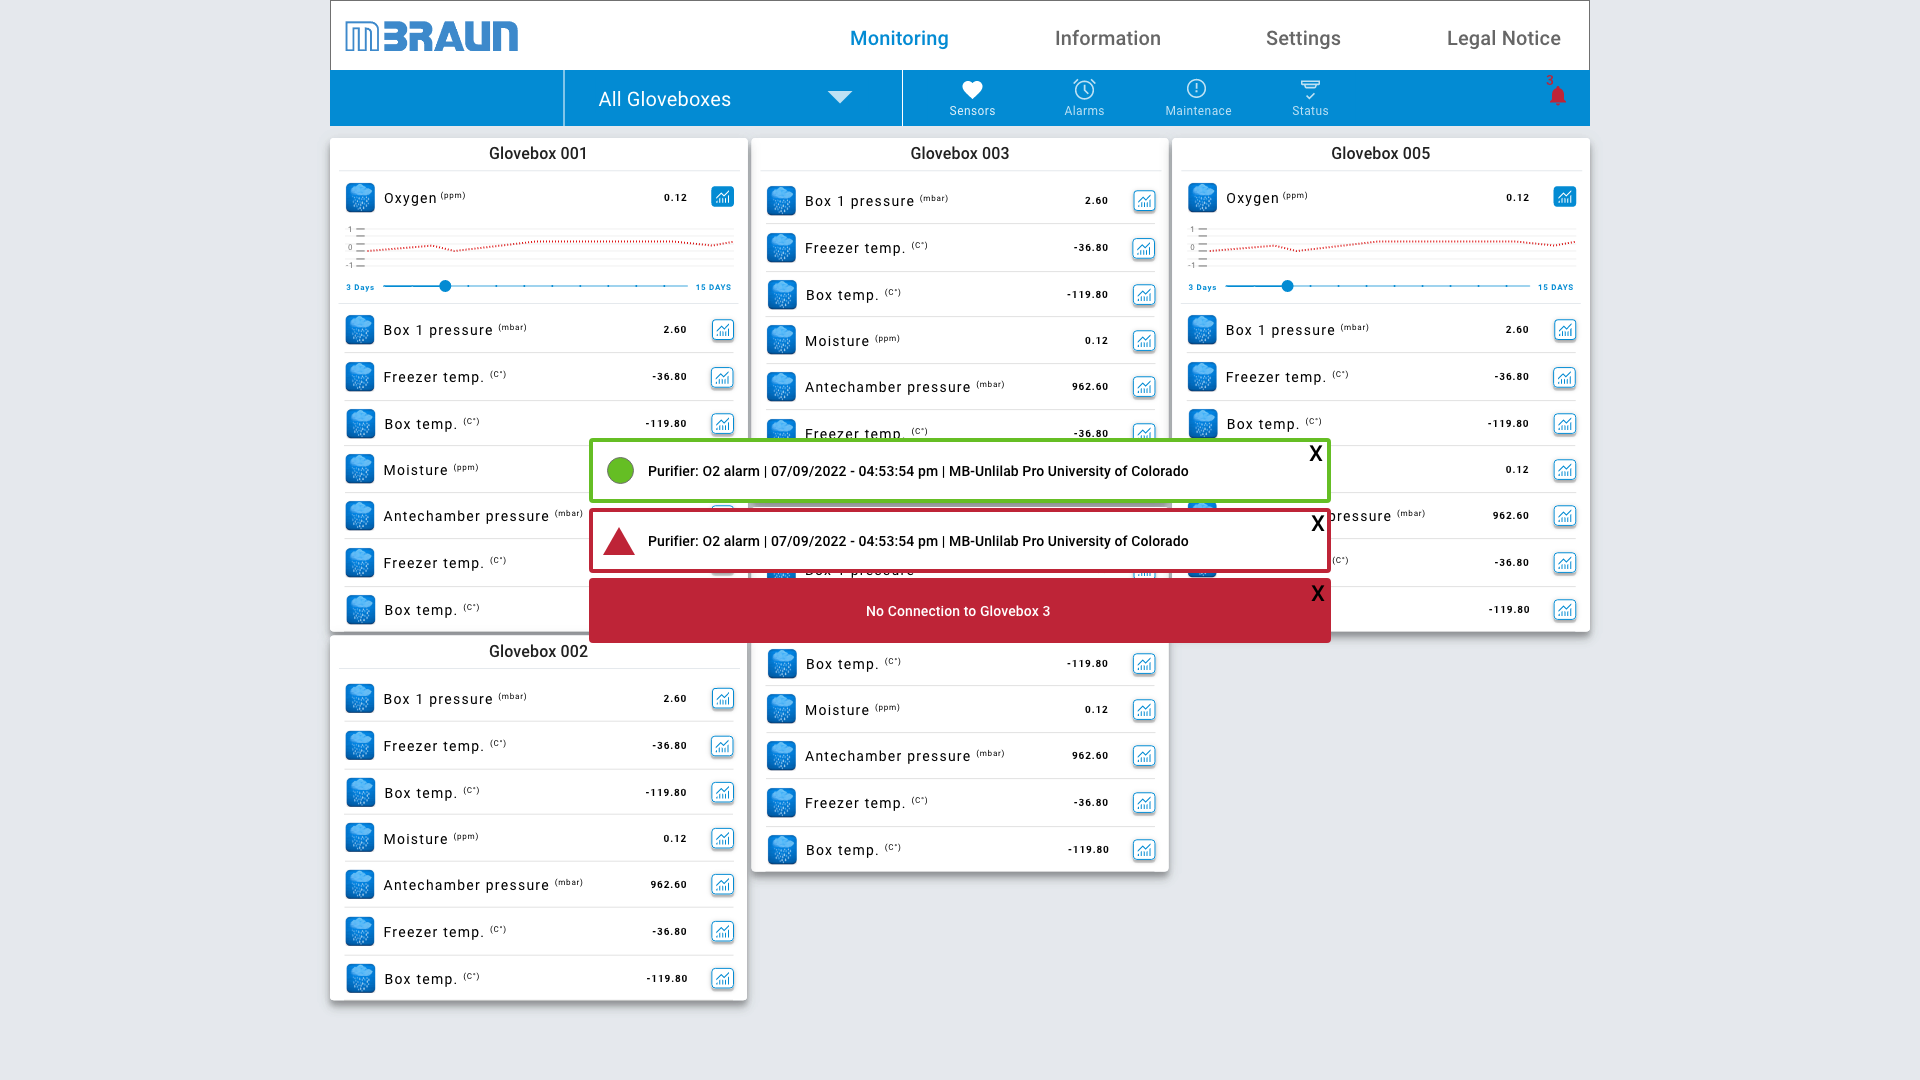 mBRAUN
Monitoring
Information
Settings
Legal Notice
All Gloveboxes
Sensors
Alarms
Maintenace
Status
3
Glovebox 001
Oxygen (ppm)
0.12
1
0
-1
3 Days
15 DAYS
Box 1 pressure (mbar)
2.60
Freezer temp. (C°)
-36.80
Box temp. (C°)
-119.80
Moisture (ppm)
Antechamber pressure (mbar)
Freezer temp. (C°)
Box temp. (C°)
Glovebox 002
Box 1 pressure (mbar)
2.60
Freezer temp. (C°)
-36.80
Box temp. (C°)
-119.80
Moisture (ppm)
0.12
Antechamber pressure (mbar)
962.60
Freezer temp. (C°)
-36.80
Box temp. (C°)
-119.80
Glovebox 003
Box 1 pressure (mbar)
2.60
Freezer temp. (C°)
-36.80
Box temp. (C°)
-119.80
Moisture (ppm)
0.12
Antechamber pressure (mbar)
962.60
Freezer temp. (C°)
-36.80
Purifier: O2 alarm | 07/09/2022 - 04:53:54 pm | MB-Unlilab Pro University of Colorado
X
Purifier: O2 alarm | 07/09/2022 - 04:53:54 pm | MB-Unlilab Pro University of Colorado
X
Box 1 pressure
No Connection to Glovebox 3
X
Box temp. (C°)
-119.80
Moisture (ppm)
0.12
Antechamber pressure (mbar)
962.60
Freezer temp. (C°)
-36.80
Box temp. (C°)
-119.80
Glovebox 005
Oxygen (ppm)
0.12
1
0
-1
3 Days
15 DAYS
Box 1 pressure (mbar)
2.60
Freezer temp. (C°)
-36.80
Box temp. (C°)
-119.80
0.12
pressure (mbar)
962.60
(C°)
-36.80
-119.80